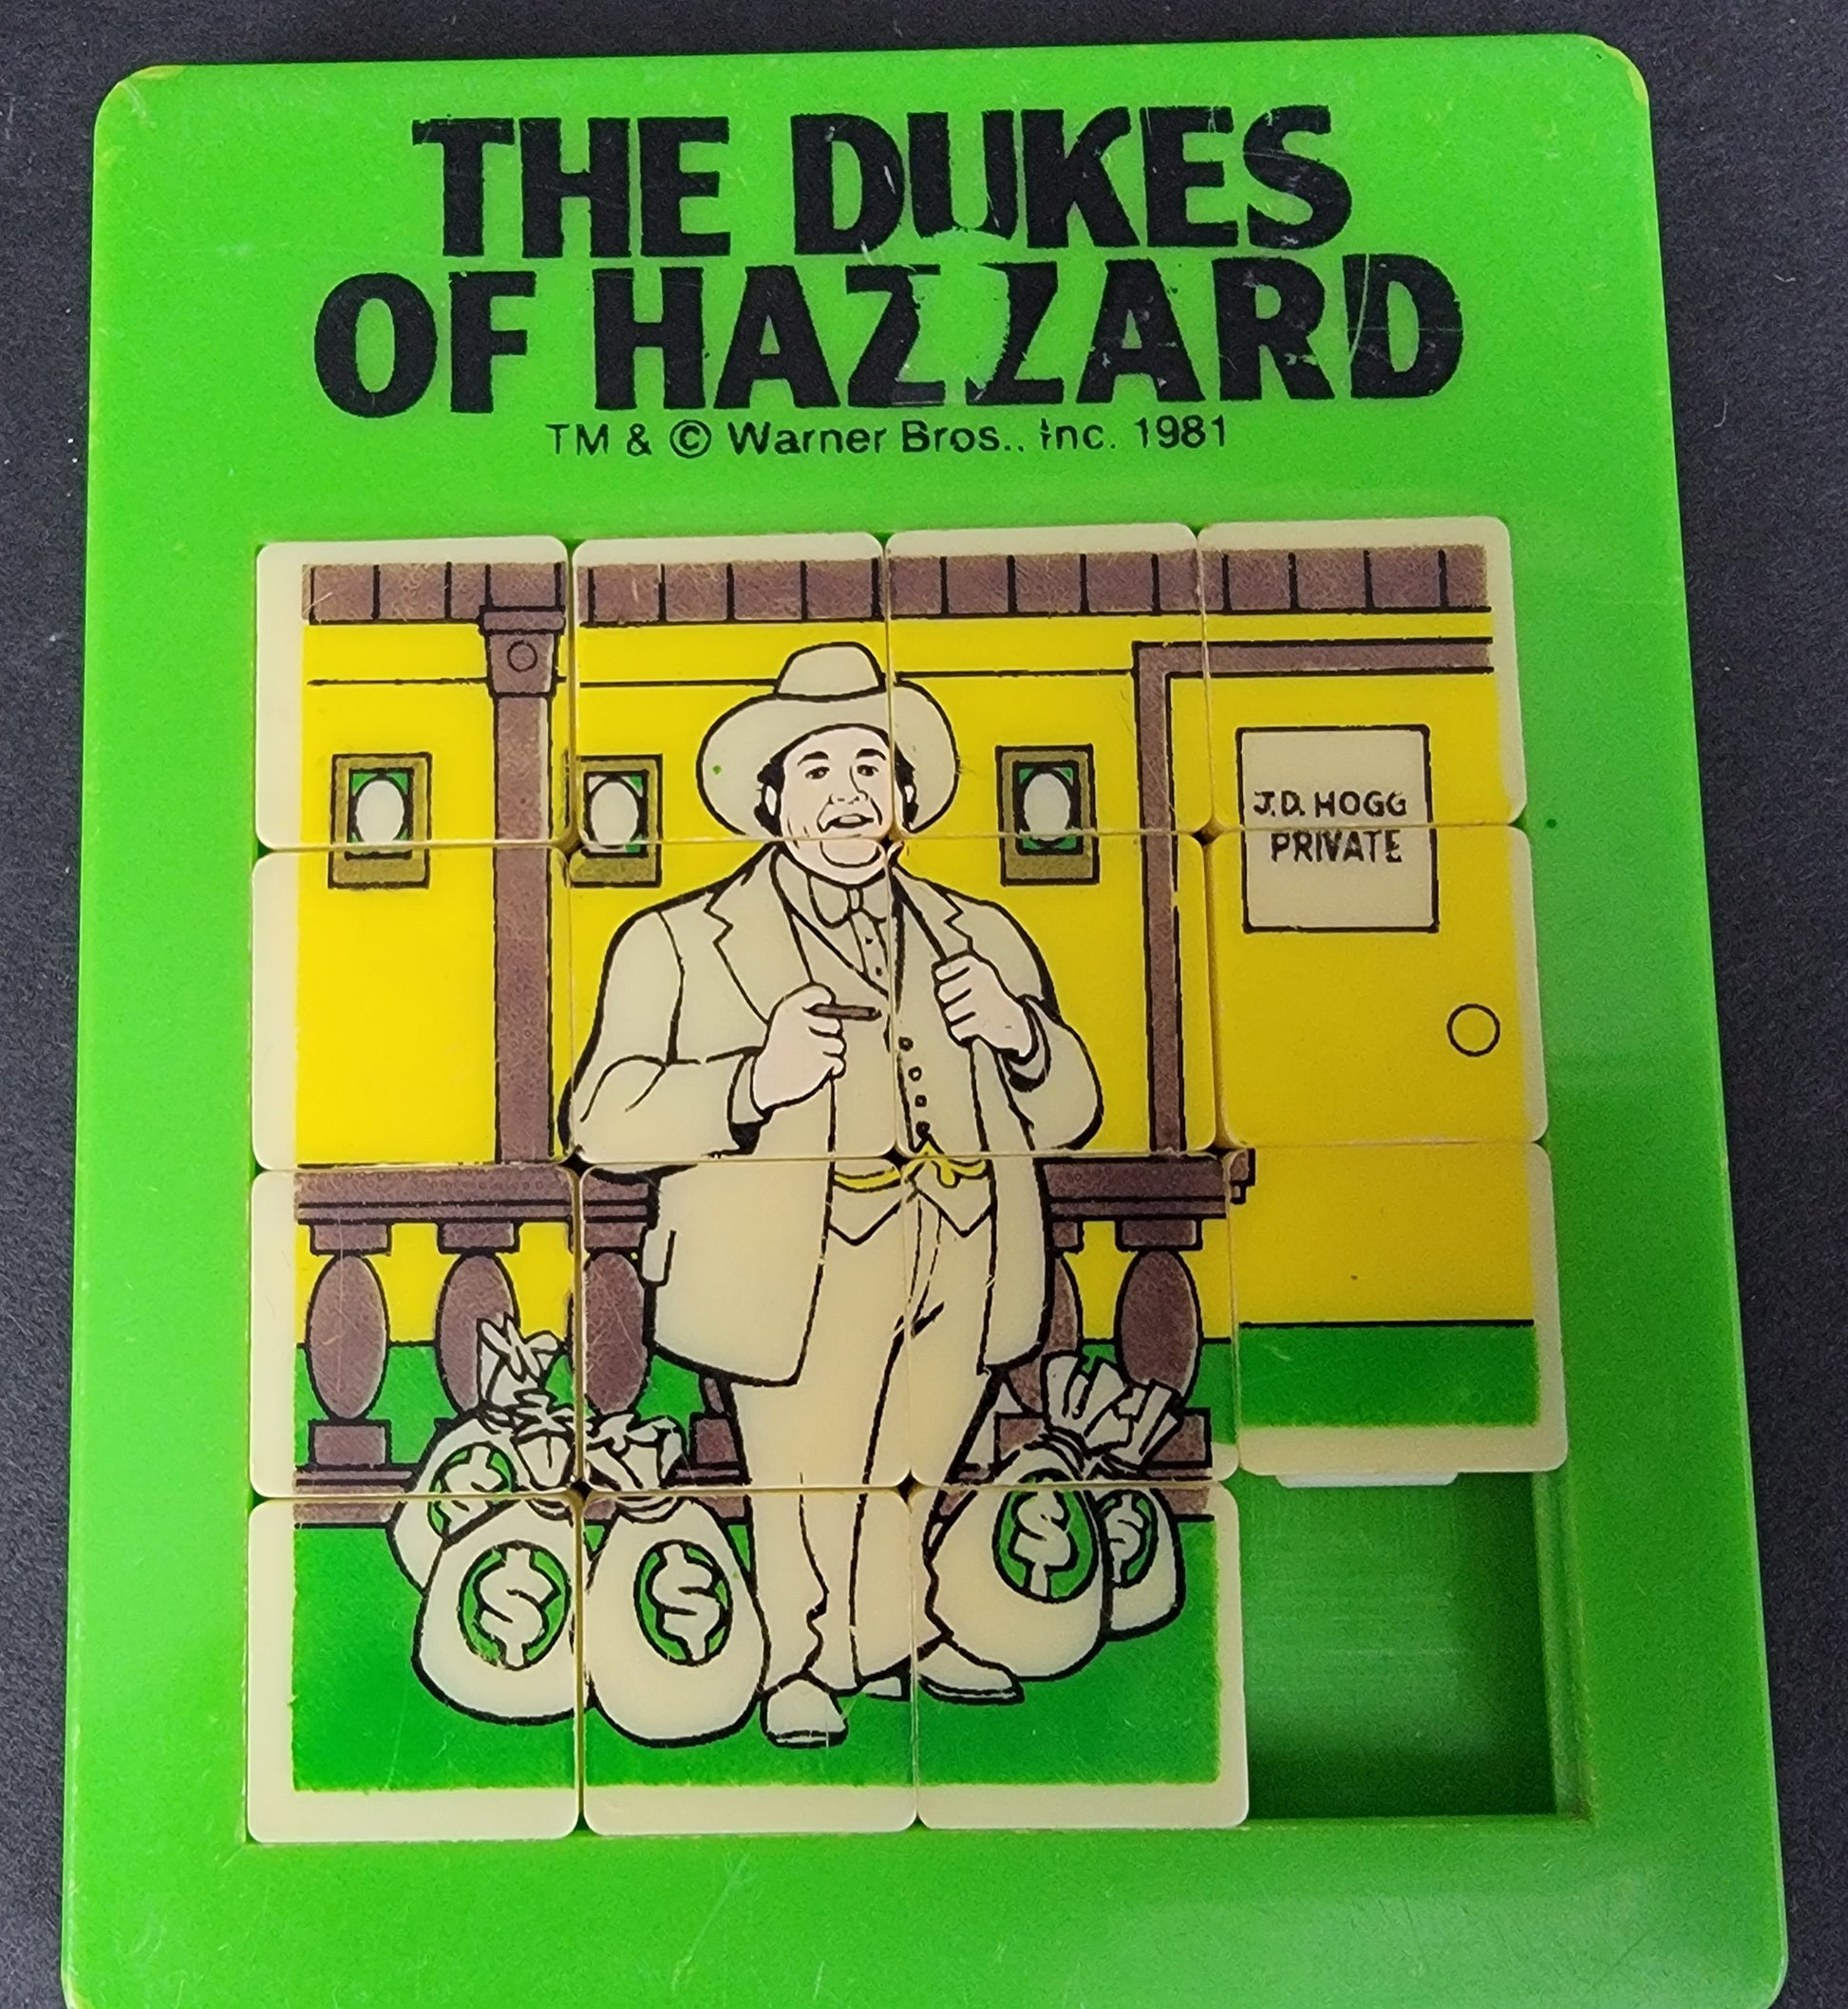 THE DUKES
OF HAZZARD
TM & © Warner Bros., Inc. 1981
J.D. HOGG
PRIVATE
$
$
$
$
$